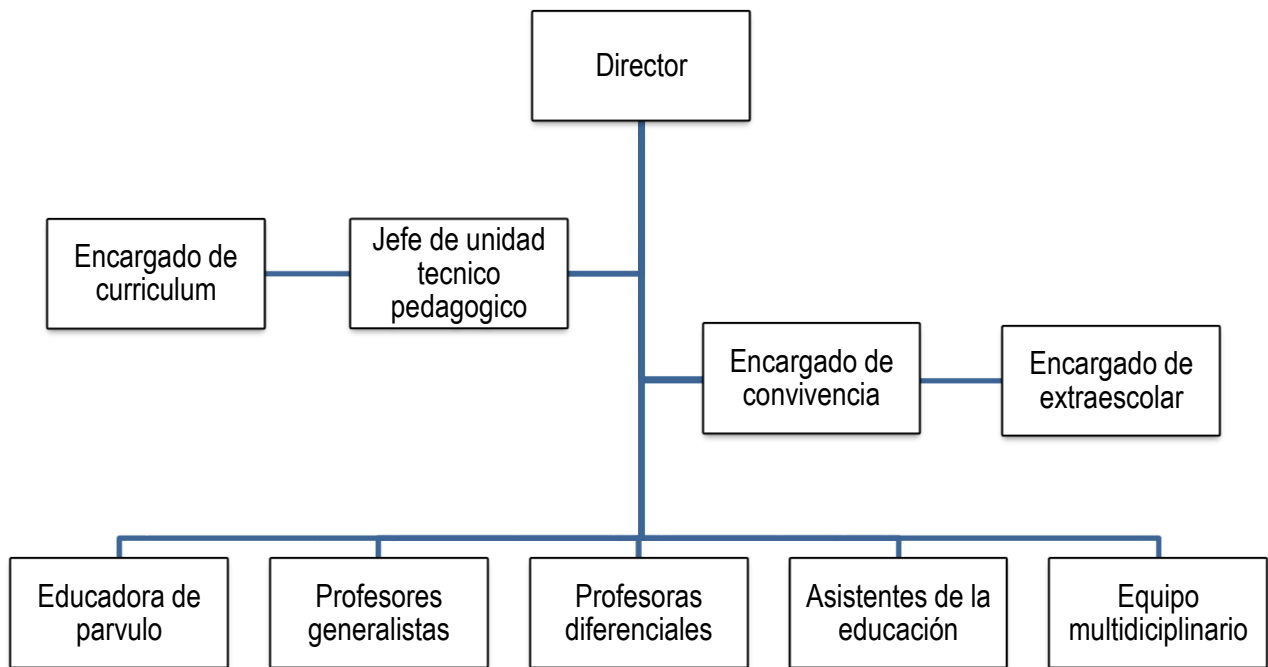 Director
Encargado de
curriculum
Jefe de unidad
tecnico
pedagogico
Encargado de
convivencia
Encargado de
extraescolar
Educadora de
parvulo
Profesores
generalistas
Profesoras
diferenciales
Asistentes de la
educación
Equipo
multidiciplinario